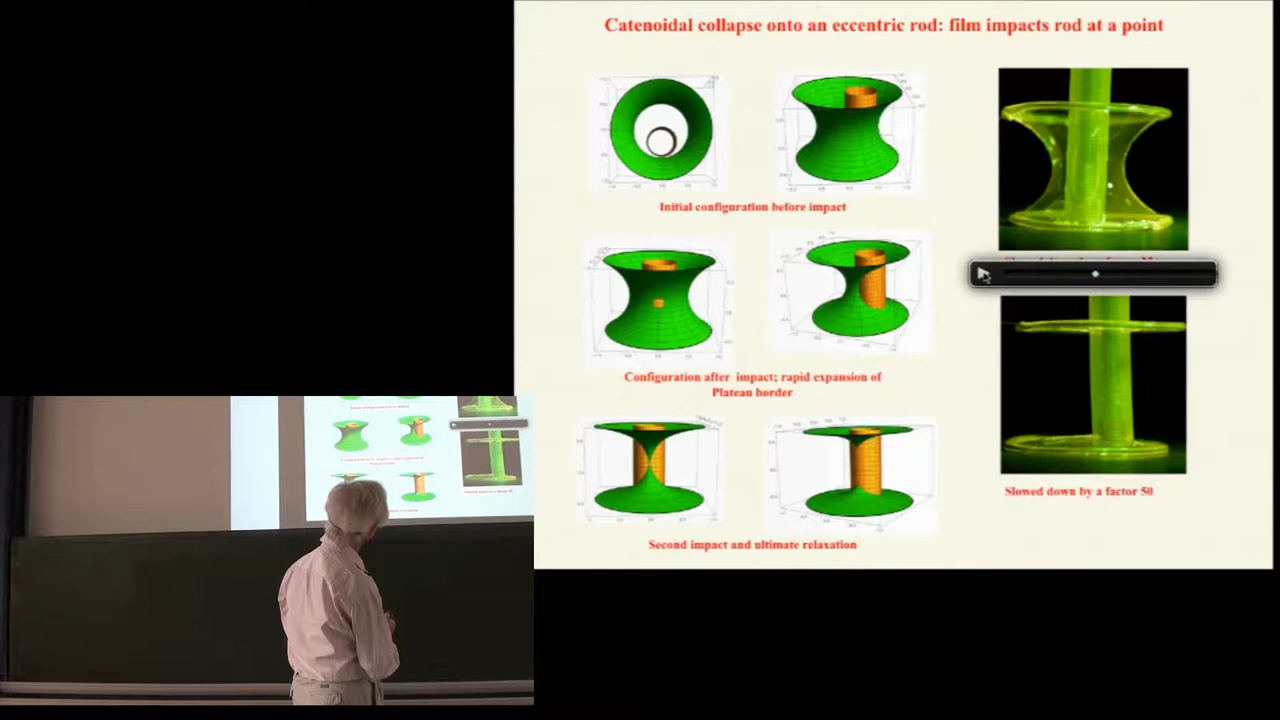 Catenoidal collapse onto an eccentric rod: film impacts rod at a point
Initial configuration before impact
Configuration after impact; rapid expansion of
Plateau border
Second impact and ultimate relaxation
Slowed down by a factor 50